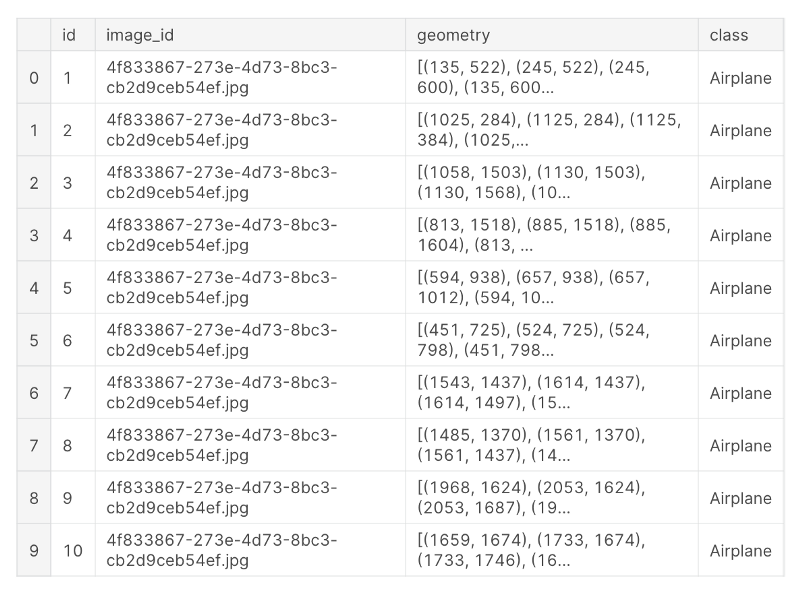 id image_id geometry class
0 1 4f833867-273e-4d73-8bc3- [(135, 522), (245, 522), (245, Airplane
cb2d9ceb54ef.jpg 600), (135, 600...
1 2 4f833867-273e-4d73-8bc3- [(1025, 284), (1125, 284), (1125, Airplane
cb2d9ceb54ef.jpg 384), (1025,...
2 3 4f833867-273e-4d73-8bc3- [(1058, 1503), (1130, 1503), Airplane
cb2d9ceb54ef.jpg (1130, 1568), (10...
3 4 4f833867-273e-4d73-8bc3- [(813, 1518), (885, 1518), (885, Airplane
cb2d9ceb54ef.jpg 1604), (813, ...
4 5 4f833867-273e-4d73-8bc3- [(594, 938), (657, 938), (657, Airplane
cb2d9ceb54ef.jpg 1012), (594, 10...
5 6 4f833867-273e-4d73-8bc3- [(451, 725), (524, 725), (524, Airplane
cb2d9ceb54ef.jpg 798), (451, 798...
6 7 4f833867-273e-4d73-8bc3- [(1543, 1437), (1614, 1437), Airplane
cb2d9ceb54ef.jpg (1614, 1497), (15...
7 8 4f833867-273e-4d73-8bc3- [(1485, 1370), (1561, 1370), Airplane
cb2d9ceb54ef.jpg (1561, 1437), (14...
8 9 4f833867-273e-4d73-8bc3- [(1968, 1624), (2053, 1624), Airplane
cb2d9ceb54ef.jpg (2053, 1687), (19...
9 10 4f833867-273e-4d73-8bc3- [(1659, 1674), (1733, 1674), Airplane
cb2d9ceb54ef.jpg (1733, 1746), (16...